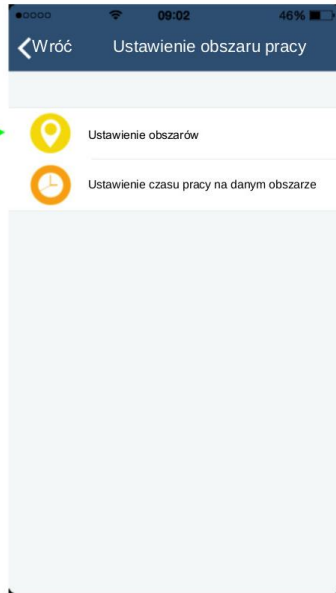 09:02
46%
Wróć
Ustawienie obszaru pracy
Ustawienie obszarów
Ustawienie czasu pracy na danym obszarze